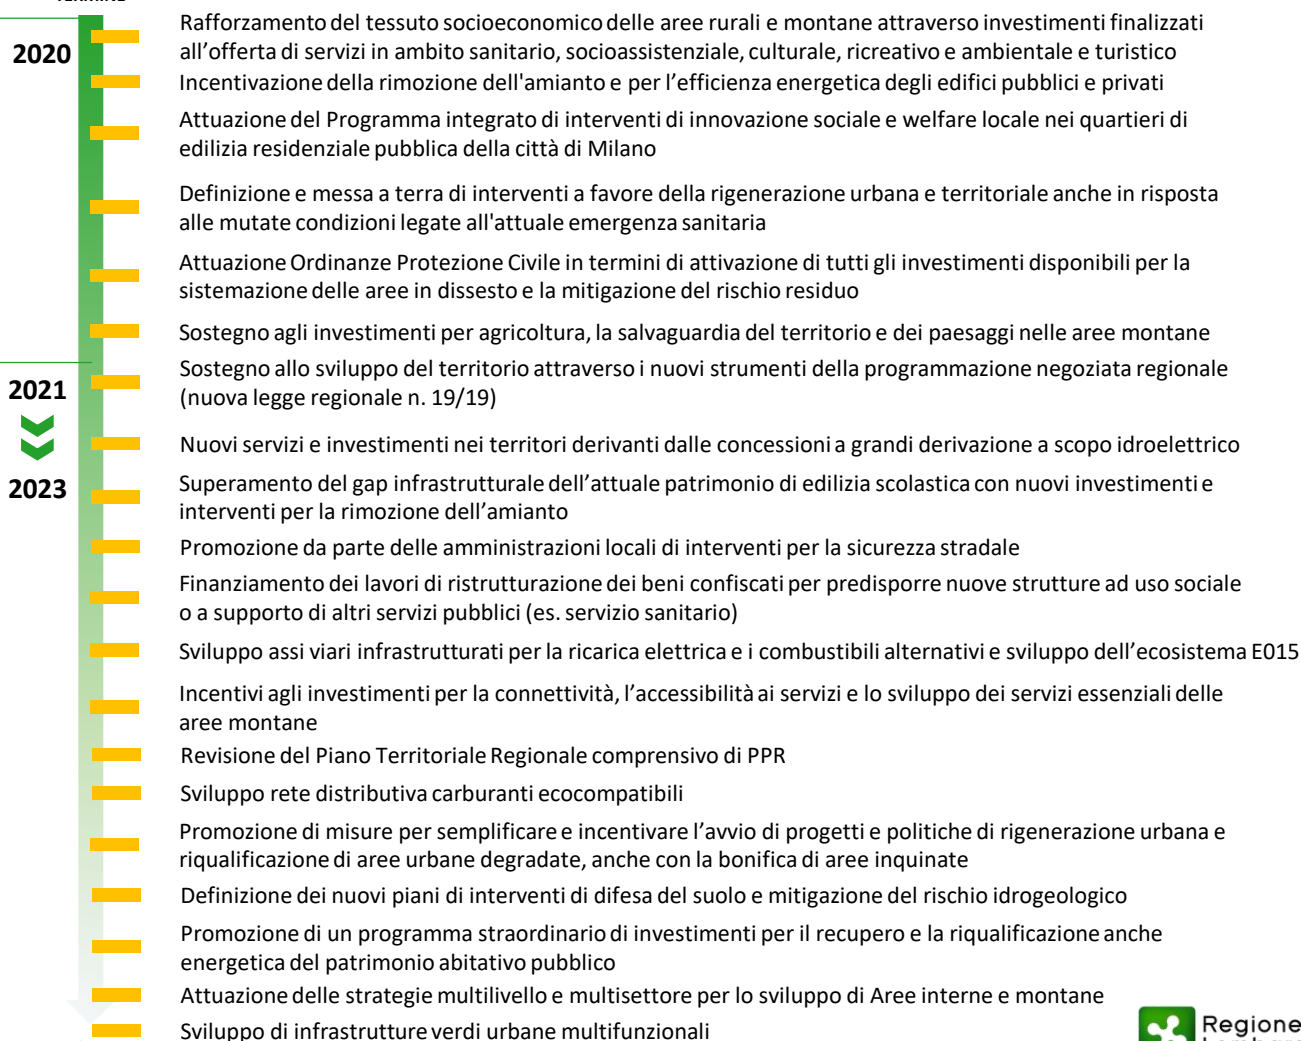 TERMINE
2020
Rafforzamento del tessuto socioeconomico delle aree rurali e montane attraverso investimenti finalizzati
all’offerta di servizi in ambito sanitario, socioassistenziale, culturale, ricreativo e ambientale e turistico
Incentivazione della rimozione dell'amianto e per l’efficienza energetica degli edifici pubblici e privati
Attuazione del Programma integrato di interventi di innovazione sociale e welfare locale nei quartieri di
edilizia residenziale pubblica della città di Milano
Definizione e messa a terra di interventi a favore della rigenerazione urbana e territoriale anche in risposta
alle mutate condizioni legate all'attuale emergenza sanitaria
Attuazione Ordinanze Protezione Civile in termini di attivazione di tutti gli investimenti disponibili per la
sistemazione delle aree in dissesto e la mitigazione del rischio residuo
Sostegno agli investimenti per agricoltura, la salvaguardia del territorio e dei paesaggi nelle aree montane
2021
2023
Sostegno allo sviluppo del territorio attraverso i nuovi strumenti della programmazione negoziata regionale
(nuova legge regionale n. 19/19)
Nuovi servizi e investimenti nei territori derivanti dalle concessioni a grandi derivazione a scopo idroelettrico
Superamento del gap infrastrutturale dell’attuale patrimonio di edilizia scolastica con nuovi investimenti e
interventi per la rimozione dell’amianto
Promozione da parte delle amministrazioni locali di interventi per la sicurezza stradale
Finanziamento dei lavori di ristrutturazione dei beni confiscati per predisporre nuove strutture ad uso sociale
o a supporto di altri servizi pubblici (es. servizio sanitario)
Sviluppo assi viari infrastrutturati per la ricarica elettrica e i combustibili alternativi e sviluppo dell’ecosistema E015
Incentivi agli investimenti per la connettività, l’accessibilità ai servizi e lo sviluppo dei servizi essenziali delle
aree montane
Revisione del Piano Territoriale Regionale comprensivo di PPR
Sviluppo rete distributiva carburanti ecocompatibili
Promozione di misure per semplificare e incentivare l’avvio di progetti e politiche di rigenerazione urbana e
riqualificazione di aree urbane degradate, anche con la bonifica di aree inquinate
Definizione dei nuovi piani di interventi di difesa del suolo e mitigazione del rischio idrogeologico
Promozione di un programma straordinario di investimenti per il recupero e la riqualificazione anche
energetica del patrimonio abitativo pubblico
Attuazione delle strategie multilivello e multisettore per lo sviluppo di Aree interne e montane
Sviluppo di infrastrutture verdi urbane multifunzionali
Regione